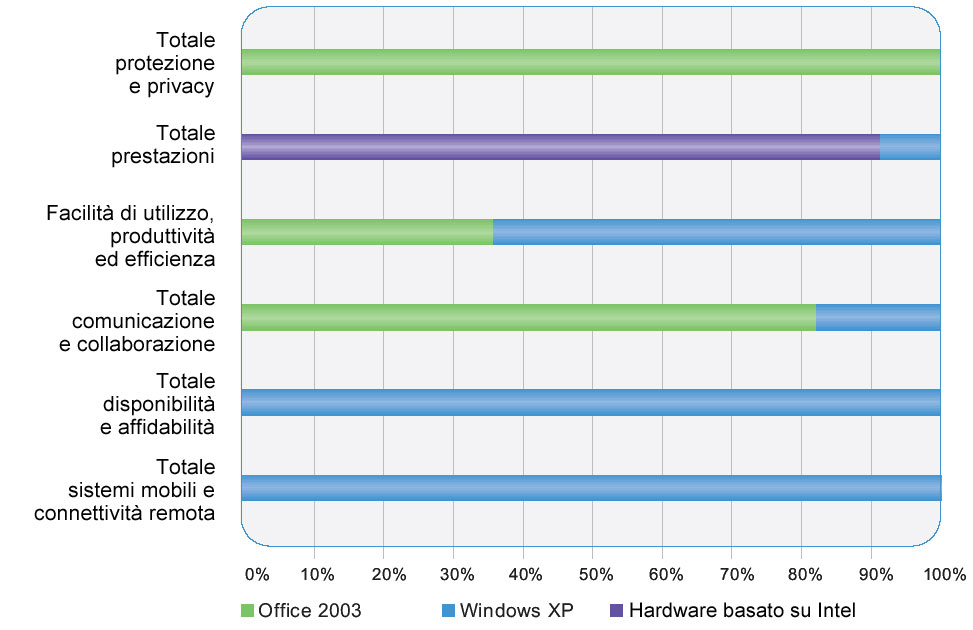 Totale
protezione
e privacy
Totale
prestazioni
Facilità di utilizzo,
produttività
ed efficienza
Totale
comunicazione
e collaborazione
Totale
disponibilità
e affidabilità
Totale
sistemi mobili e
connettività remota
0% 10% 20% 30% 40% 50% 60% 70% 80% 90% 100%
Office 2003 Windows XP Hardware basato su Intel